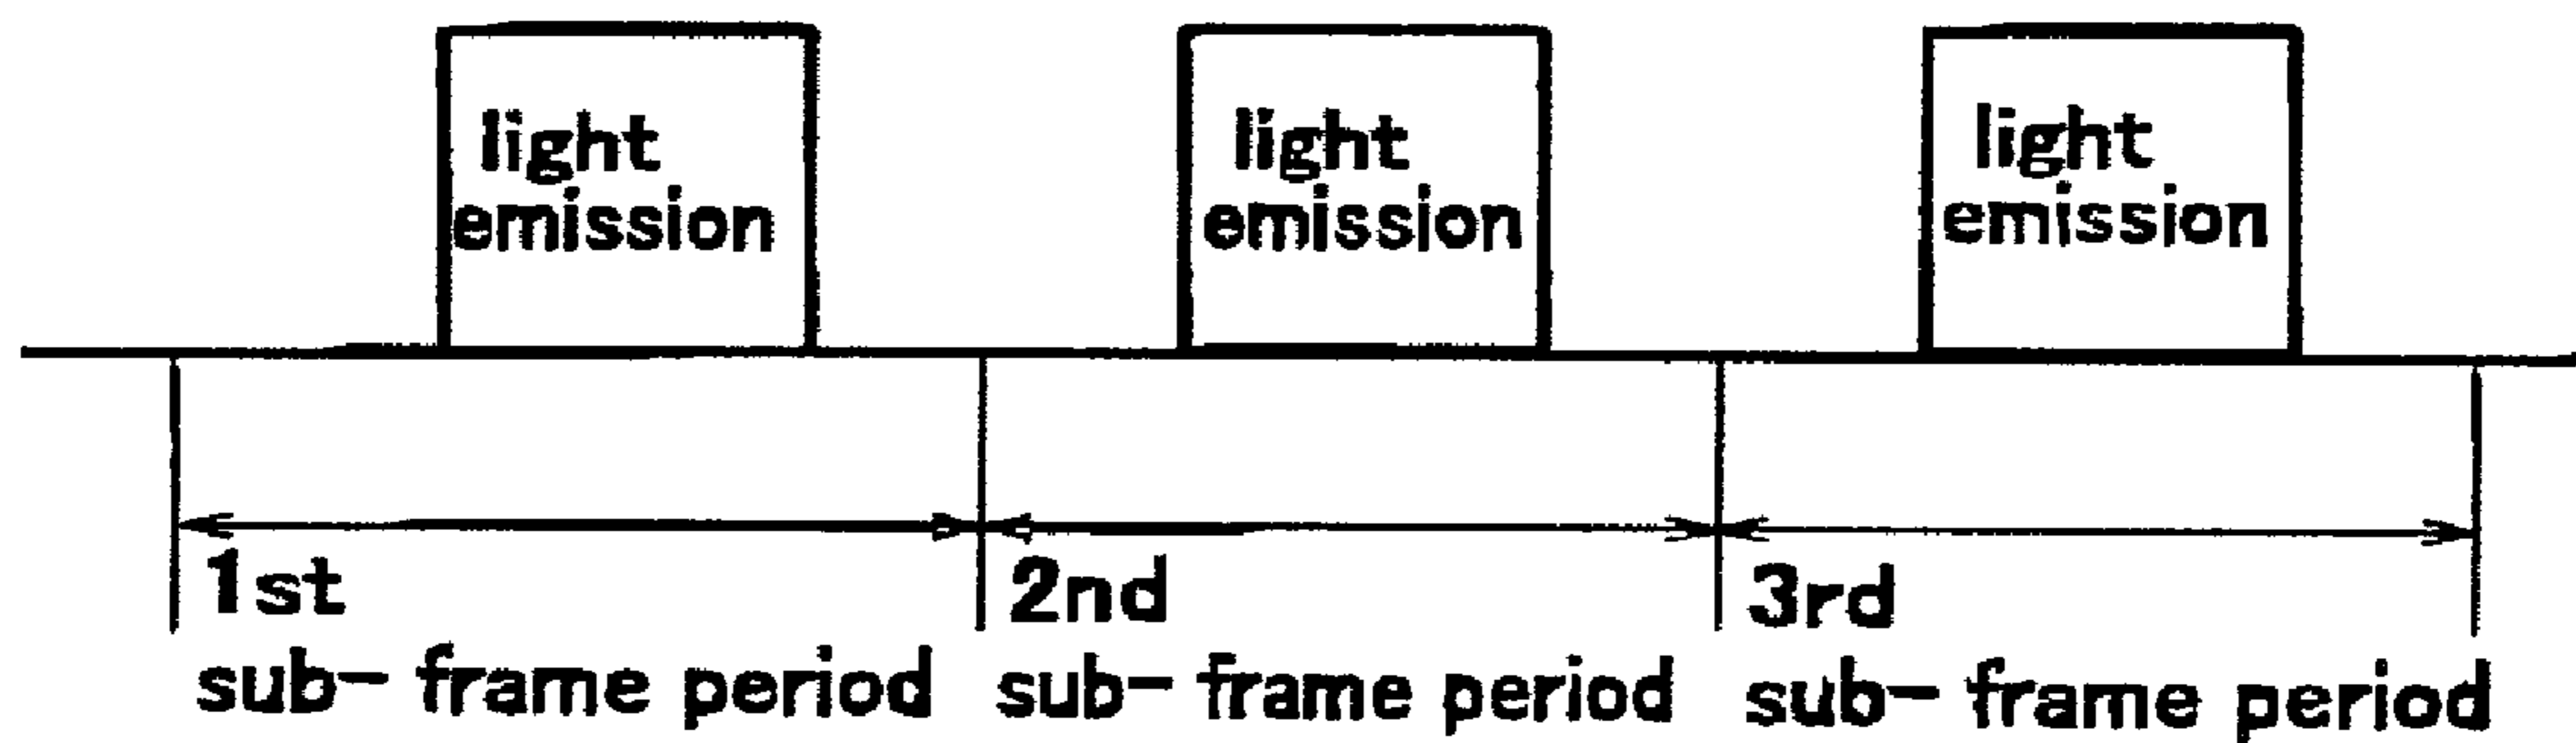 light
emission
light
emission
light
emission
1st
sub- frame period
2nd
sub- frame period
3rd
sub- frame period